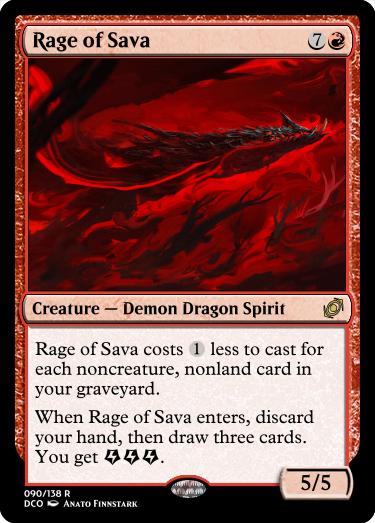 Rage of Sava 7
Creature — Demon Dragon Spirit
Rage of Sava costs 1 less to cast for
each noncreature, nonland card in
your graveyard.
When Rage of Sava enters, discard
your hand, then draw three cards.
You get .
5/5
090/138 R
DCO Anato Finnstark